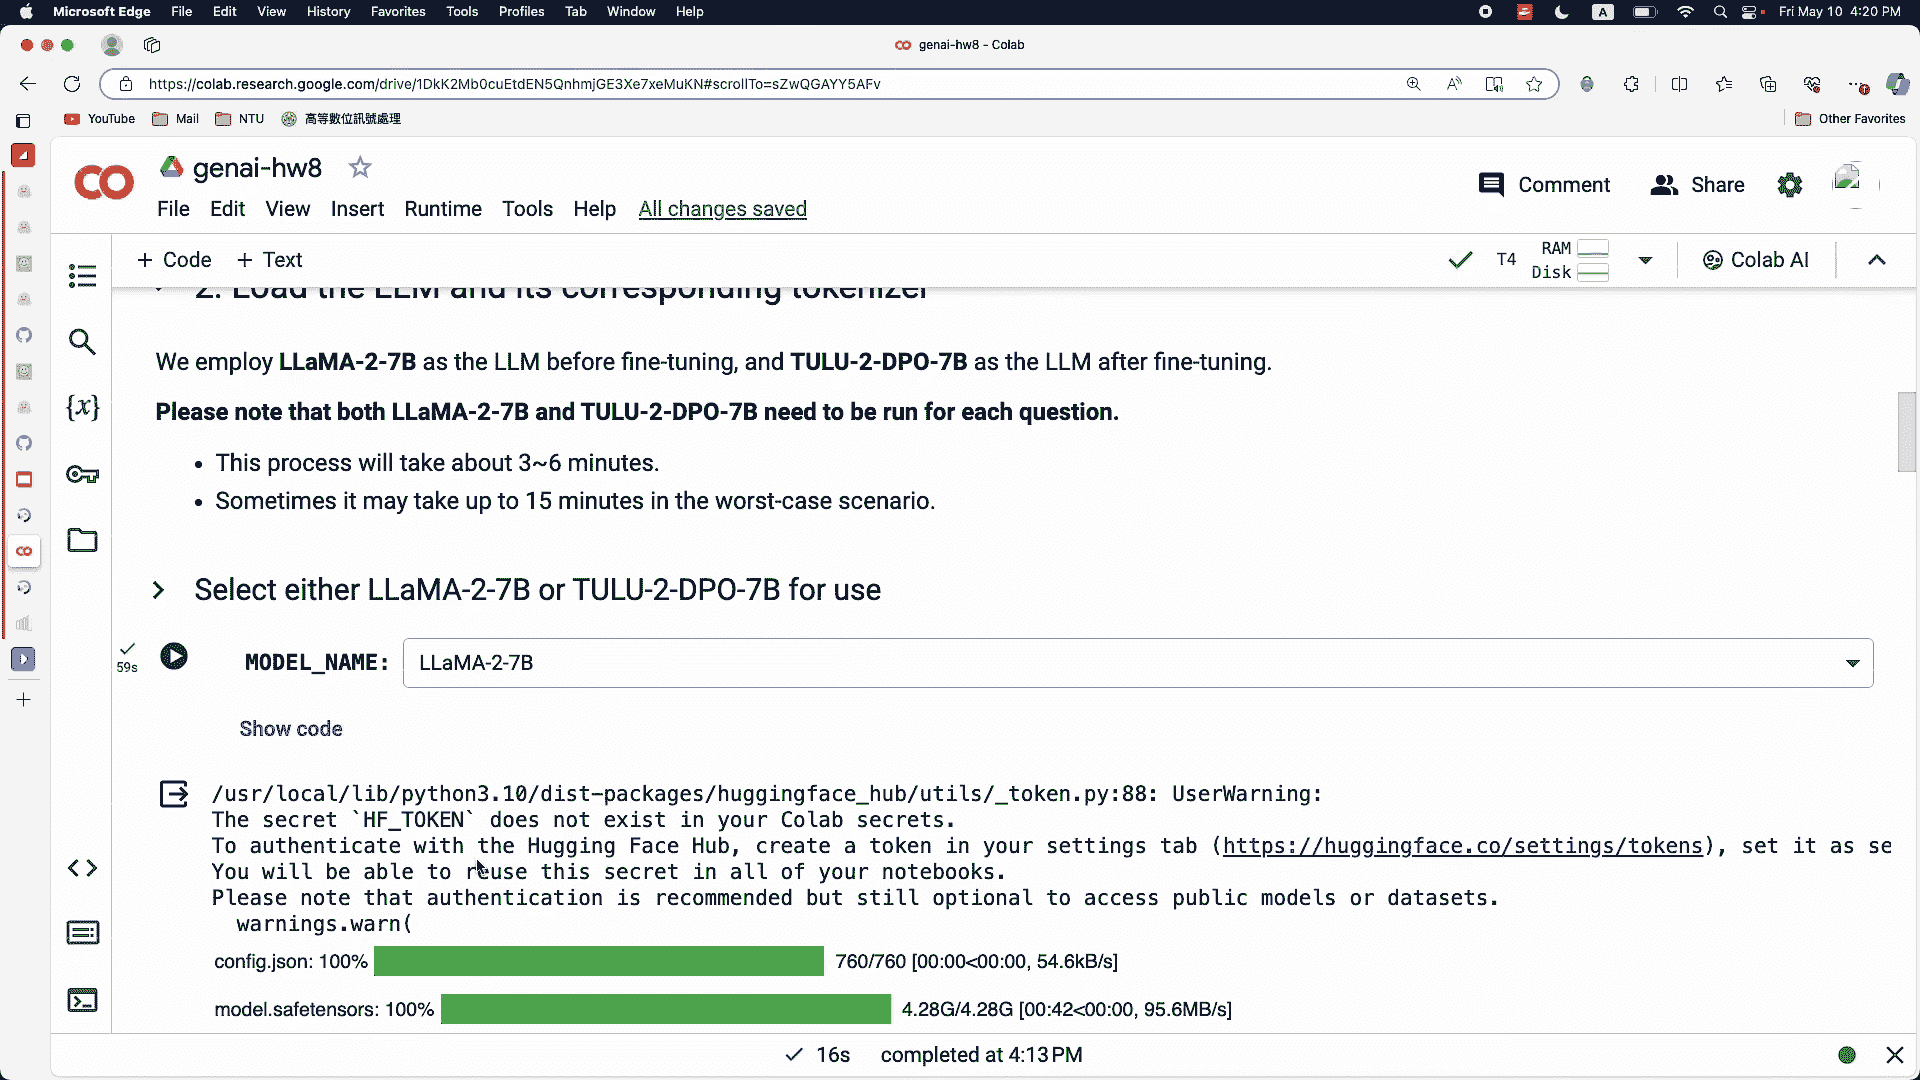 Microsoft Edge File Edit View History Favorites Tools Profiles Tab Window Help A Fri May 10 4:20 PM
genai-hw8 - Colab
https://colab.research.google.com/drive/1DkK2Mb0cuEtdEN5QnhmjGE3Xe7xeMuKN#scrollTo=sZwQGAYY5AFv
YouTube Mail NTU 高等數位訊號處理 Other Favorites
genai-hw8
Comment Share
File Edit View Insert Runtime Tools Help All changes saved
+ Code + Text T4 RAM Disk Colab AI
2. Load the LLM and its corresponding tokenizer
We employ LLaMA-2-7B as the LLM before fine-tuning, and TULU-2-DPO-7B as the LLM after fine-tuning.
Please note that both LLaMA-2-7B and TULU-2-DPO-7B need to be run for each question.
• This process will take about 3~6 minutes.
• Sometimes it may take up to 15 minutes in the worst-case scenario.
Select either LLaMA-2-7B or TULU-2-DPO-7B for use
59s MODEL_NAME: LLaMA-2-7B
Show code
/usr/local/lib/python3.10/dist-packages/huggingface_hub/utils/_token.py:88: UserWarning:
The secret `HF_TOKEN` does not exist in your Colab secrets.
To authenticate with the Hugging Face Hub, create a token in your settings tab (https://huggingface.co/settings/tokens), set it as se
You will be able to reuse this secret in all of your notebooks.
Please note that authentication is recommended but still optional to access public models or datasets.
warnings.warn(
config.json: 100% 760/760 [00:00<00:00, 54.6kB/s]
model.safetensors: 100% 4.28G/4.28G [00:42<00:00, 95.6MB/s]
16s completed at 4:13 PM